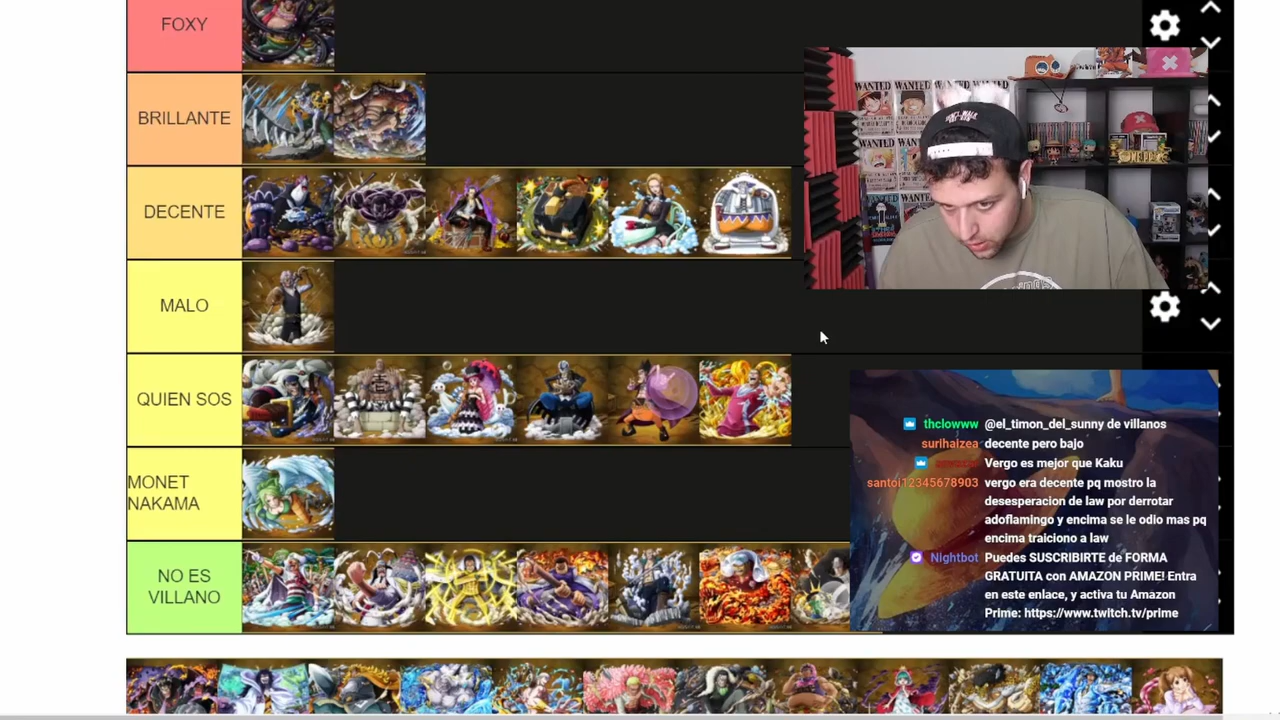 FOXY
BRILLANTE
WANTED WANTED
WANTED
DECENTE
MALO
QUIEN SOS
thclowww @el_timon_del_sunny de villanos
surihaizea decente pero bajo
Vergo es mejor que Kaku
santoi12345678903 vergo era decente pq mostro la
desesperacion de law por derrotar
adoflamingo y encima se le odio mas pq
encima traiciono a law
MONET
NAKAMA
Nightbot Puedes SUSCRIBIRTE de FORMA
GRATUITA con AMAZON PRIME! Entra
en este enlace, y activa tu Amazon
Prime: https://www.twitch.tv/prime
NO ES
VILLANO